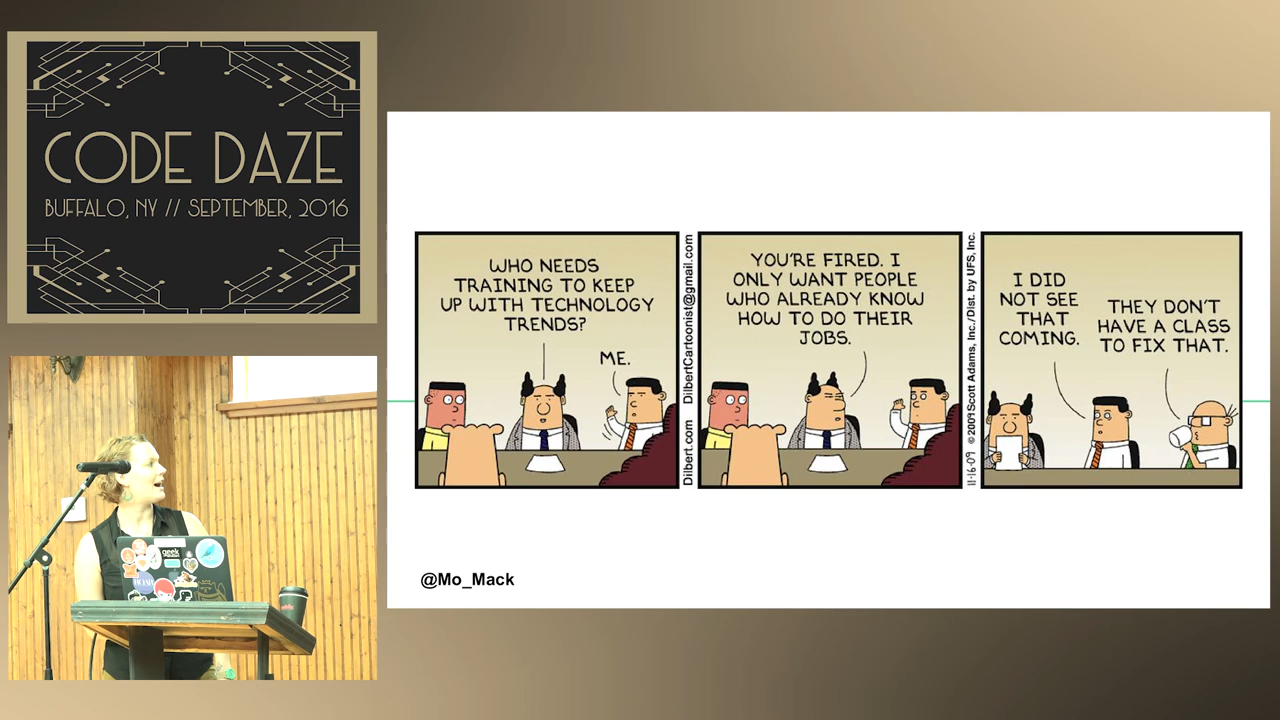 CODE DAZE
BUFFALO, NY // SEPTEMBER, 2016
WHO NEEDS
TRAINING TO KEEP
UP WITH TECHNOLOGY
TRENDS?
ME.
Dilbert.com DilbertCartoonist@gmail.com
YOU'RE FIRED. I
ONLY WANT PEOPLE
WHO ALREADY KNOW
HOW TO DO THEIR
JOBS.
11-16-09 © 2009 Scott Adams, Inc./Dist. by UFS, Inc.
I DID
NOT SEE
THAT
COMING.
THEY DON'T
HAVE A CLASS
TO FIX THAT.
@Mo_Mack
geek